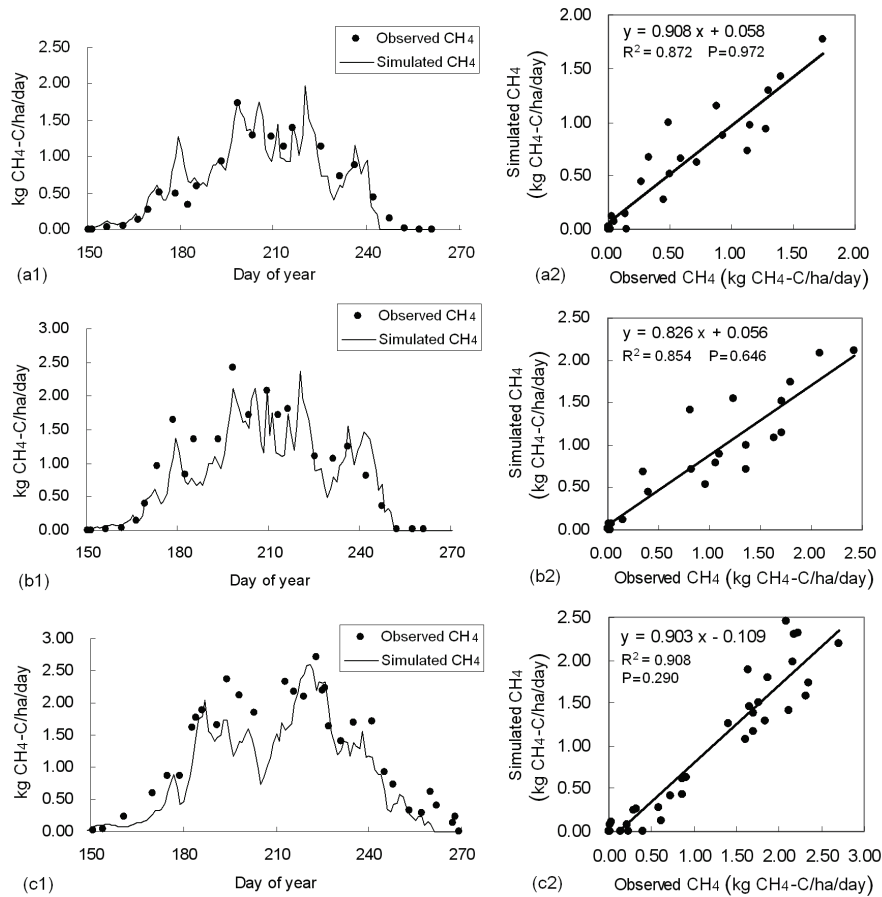 2.50
2.00
1.50
1.00
0.50
0.00
kg CH4-C/ha/day
150
180
210
240
270
Day of year
(a1)
Observed CH4
Simulated CH4
2.00
1.50
1.00
0.50
0.00
Simulated CH4
(kg CH4-C/ha/day)
y = 0.908 x + 0.058
R2 = 0.872 P=0.972
0.00
0.50
1.00
1.50
2.00
(a2)
Observed CH4 (kg CH4-C/ha/day)
3.00
2.50
2.00
1.50
1.00
0.50
0.00
kg CH4-C/ha/day
150
180
210
240
270
Day of year
(b1)
Observed CH4
Simulated CH4
2.50
2.00
1.50
1.00
0.50
0.00
Simulated CH4
(kg CH4-C/ha/day)
y = 0.826 x + 0.056
R2 = 0.854 P=0.646
0.00
0.50
1.00
1.50
2.00
2.50
(b2)
Observed CH4 (kg CH4-C/ha/day)
3.00
2.50
2.00
1.50
1.00
0.50
0.00
kg CH4-C/ha/day
150
180
210
240
270
Day of year
(c1)
Observed CH4
Simulated CH4
2.50
2.00
1.50
1.00
0.50
0.00
Simulated CH4
(kg CH4-C/ha/day)
y = 0.903 x - 0.109
R2 = 0.908
P=0.290
0.00
0.50
1.00
1.50
2.00
2.50
3.00
(c2)
Observed CH4 (kg CH4-C/ha/day)